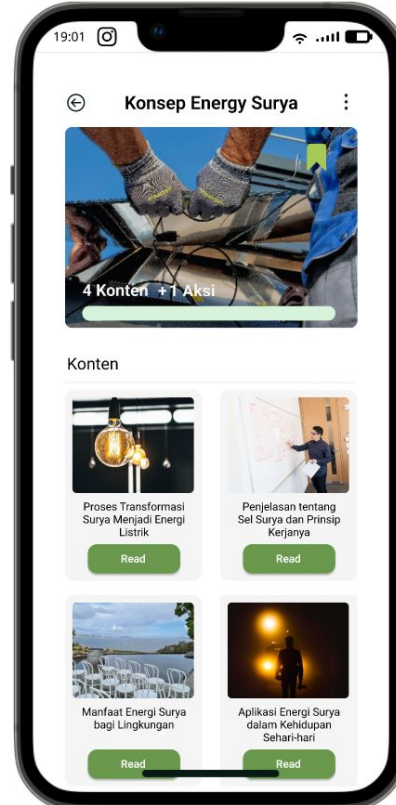 19:01
Konsep Energy Surya
4 Konten +1 Aksi
Konten
Proses Transformasi
Surya Menjadi Energi
Listrik
Read
Penjelasan tentang
Sel Surya dan Prinsip
Kerjanya
Read
Manfaat Energi Surya
bagi Lingkungan
Read
Aplikasi Energi Surya
dalam Kehidupan
Sehari-hari
Read